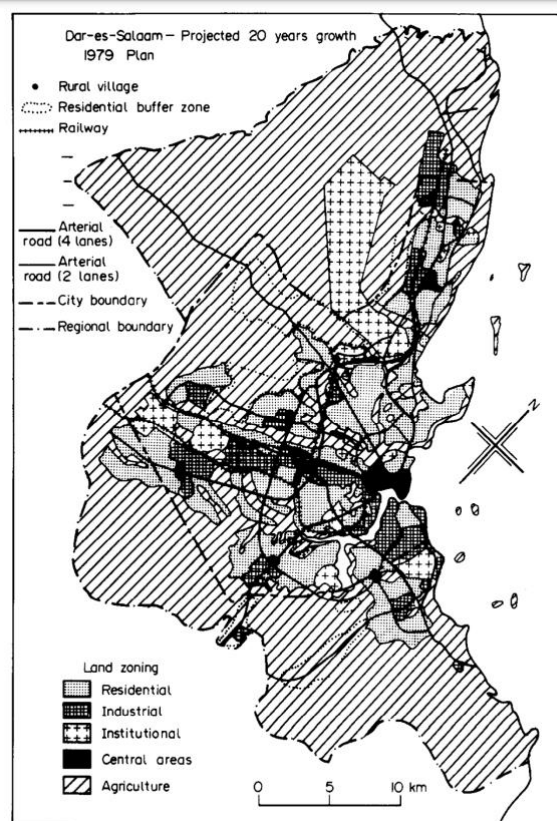 Dar-es-Salaam — Projected 20 years growth
1979 Plan
Rural village
Residential buffer zone
Railway
Arterial
road (4 lanes)
Arterial
road (2 lanes)
City boundary
Regional boundary
N
Land zoning
Residential
Industrial
Institutional
Central areas
Agriculture
0 5 10 km